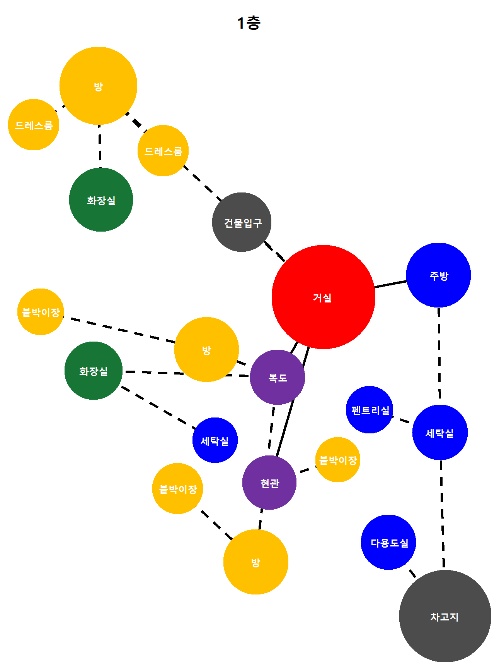 1층
방
드레스룸
드레스룸
화장실
건물입구
주방
거실
붙박이장
방
화장실
복도
펜트리실
세탁실
세탁실
붙박이장
현관
붙박이장
다용도실
방
차고지